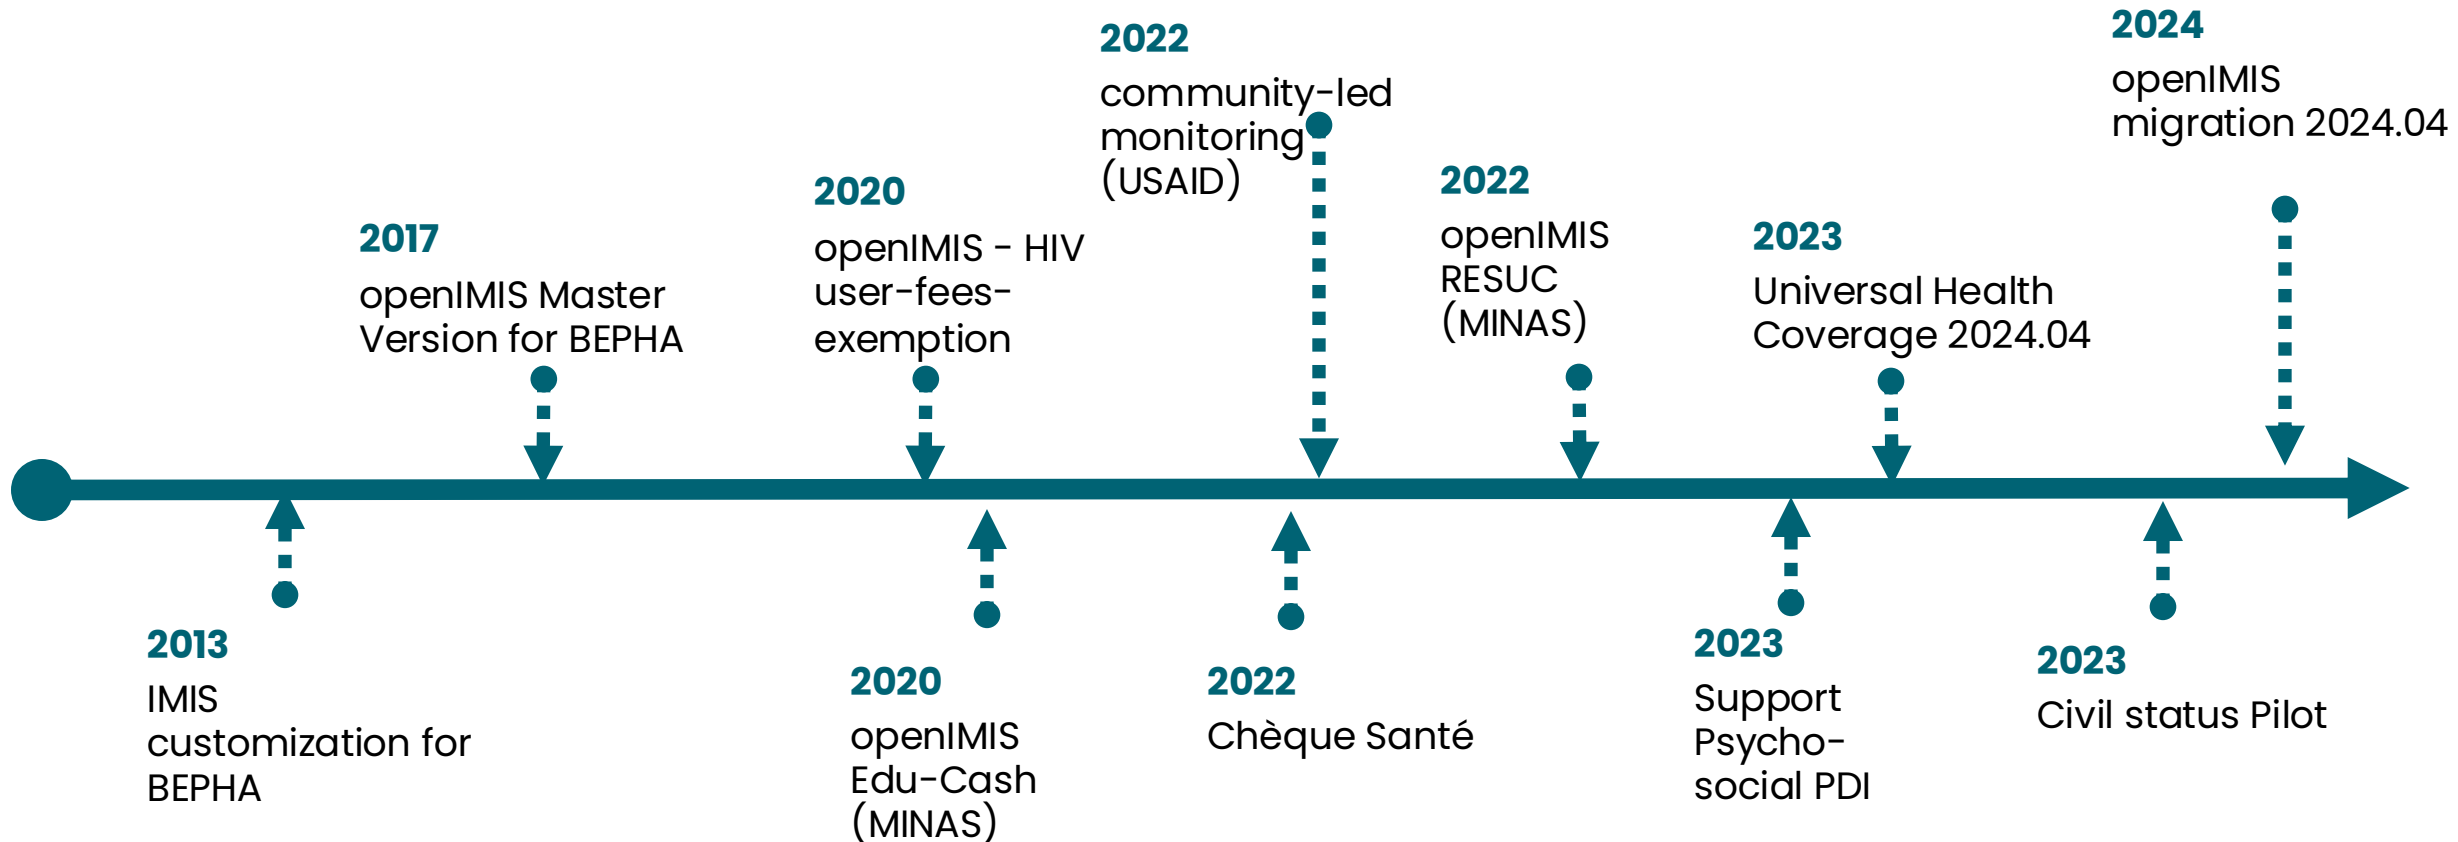 2013
IMIS
customization for
BEPHA
2017
openIMIS Master
Version for BEPHA
2020
openIMIS - HIV
user-fees-
exemption
2020
openIMIS
Edu-Cash
(MINAS)
2022
community-led
monitoring
(USAID)
2022
Chèque Santé
2022
openIMIS
RESUC
(MINAS)
2023
Support
Psycho-
social PDI
2023
Universal Health
Coverage 2024.04
2023
Civil status Pilot
2024
openIMIS
migration 2024.04